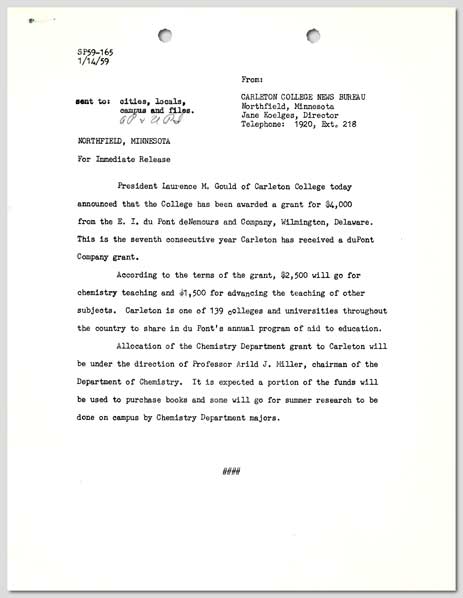 SP59-165
1/14/59
From:
sent to: cities, locals,
campus and files.
AP & UPI
CARLETON COLLEGE NEWS BUREAU
Northfield, Minnesota
Jane Koelges, Director
Telephone: 1920, Ext. 218
NORTHFIELD, MINNESOTA
For Immediate Release
President Laurence M. Gould of Carleton College today
announced that the College has been awarded a grant for $4,000
from the E. I. du Pont deNemours and Company, Wilmington, Delaware.
This is the seventh consecutive year Carleton has received a duPont
Company grant.
According to the terms of the grant, $2,500 will go for
chemistry teaching and $1,500 for advancing the teaching of other
subjects. Carleton is one of 139 colleges and universities throughout
the country to share in du Pont's annual program of aid to education.
Allocation of the Chemistry Department grant to Carleton will
be under the direction of Professor Arild J. Miller, chairman of the
Department of Chemistry. It is expected a portion of the funds will
be used to purchase books and some will go for summer research to be
done on campus by Chemistry Department majors.
####